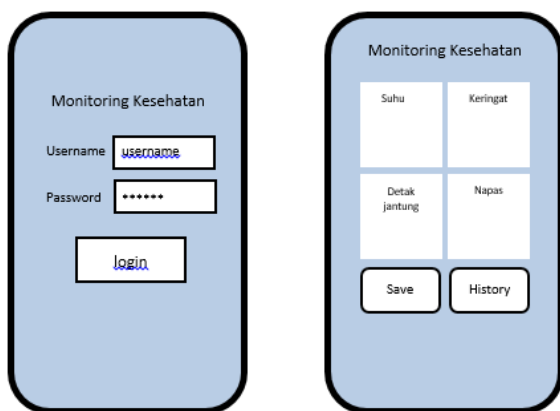 Monitoring Kesehatan
Username
username
Password
******
login
Monitoring Kesehatan
Suhu
Keringat
Detak
jantung
Napas
Save
History